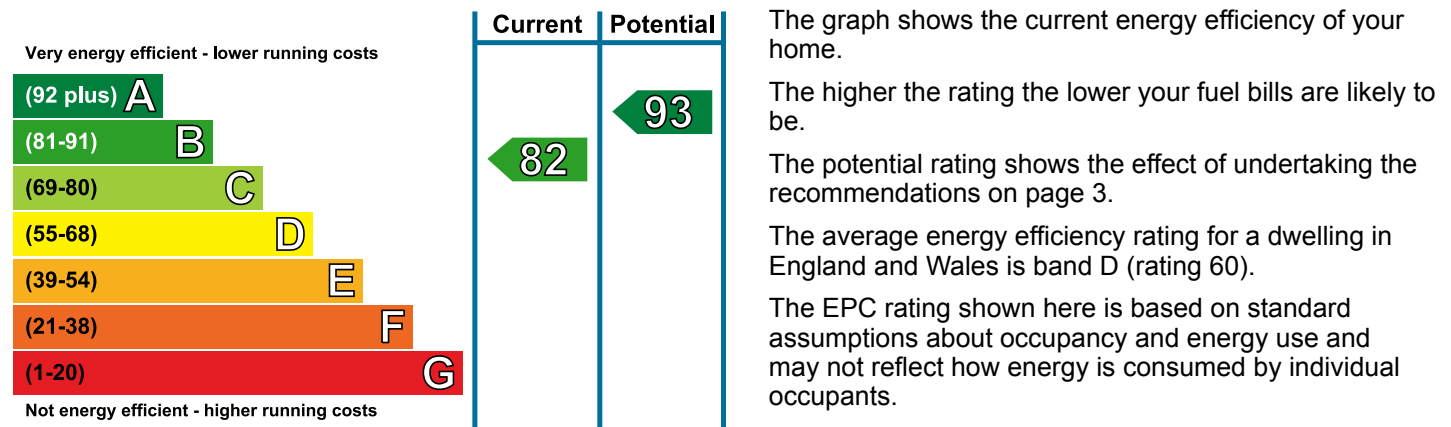 Current Potential
Very energy efficient - lower running costs
(92 plus) A
93
(81-91) B
82
(69-80) C
(55-68) D
(39-54) E
(21-38) F
(1-20) G
Not energy efficient - higher running costs
The graph shows the current energy efficiency of your
home.
The higher the rating the lower your fuel bills are likely to
be.
The potential rating shows the effect of undertaking the
recommendations on page 3.
The average energy efficiency rating for a dwelling in
England and Wales is band D (rating 60).
The EPC rating shown here is based on standard
assumptions about occupancy and energy use and
may not reflect how energy is consumed by individual
occupants.